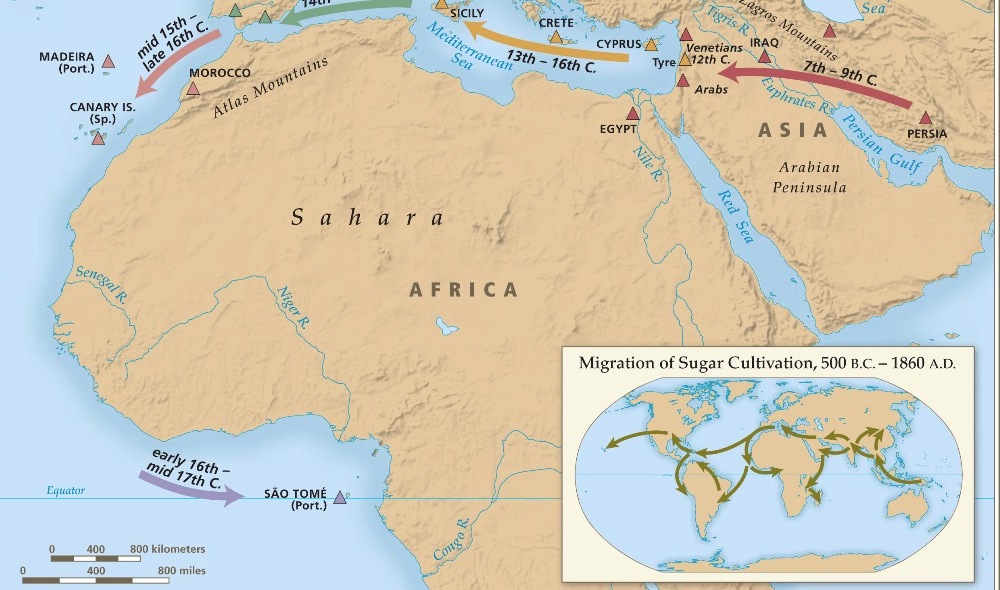 14th
SICILY
CRETE
CYPRUS
Mediterranean
Sea
13th – 16th C.
Tigris R.
Zagros Mountains
Sea
Venetians
12th C.
Tyre
Arabs
IRAQ
7th – 9th C.
Euphrates R.
PERSIA
Persian Gulf
ASIA
Arabian
Peninsula
mid 15th –
late 16th C.
MADEIRA
(Port.)
MOROCCO
Atlas Mountains
CANARY IS.
(Sp.)
EGYPT
Nile R.
Red Sea
Sahara
AFRICA
Senegal R.
Niger R.
early 16th –
mid 17th C.
Equator
SÃO TOMÉ
(Port.)
Congo R.
0 400 800 kilometers
0 400 800 miles
Migration of Sugar Cultivation, 500 B.C. – 1860 A.D.